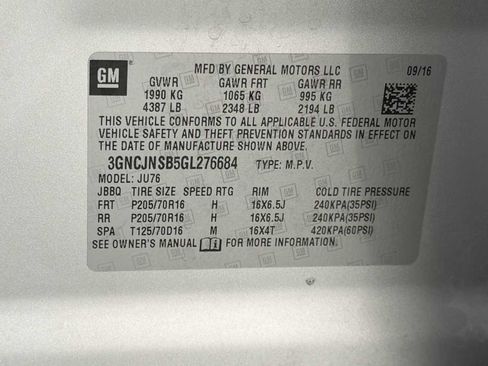 GM
MFD BY GENERAL MOTORS LLC 09/16
GVWR GAWR FRT GAWR RR
1990 KG 1065 KG 995 KG
4387 LB 2348 LB 2194 LB
THIS VEHICLE CONFORMS TO ALL APPLICABLE U.S. FEDERAL MOTOR
VEHICLE SAFETY AND THEFT PREVENTION STANDARDS IN EFFECT ON
THE DATE OF MANUFACTURE SHOWN ABOVE.
3GNCJNSB5GL276684 TYPE: M.P.V.
MODEL: JU76
JBBQ TIRE SIZE SPEED RTG RIM COLD TIRE PRESSURE
FRT P205/70R16 H 16X6.5J 240KPA(35PSI)
RR P205/70R16 H 16X6.5J 240KPA(35PSI)
SPA T125/70D16 M 16X4T 420KPA(60PSI)
SEE OWNER'S MANUAL FOR MORE INFORMATION